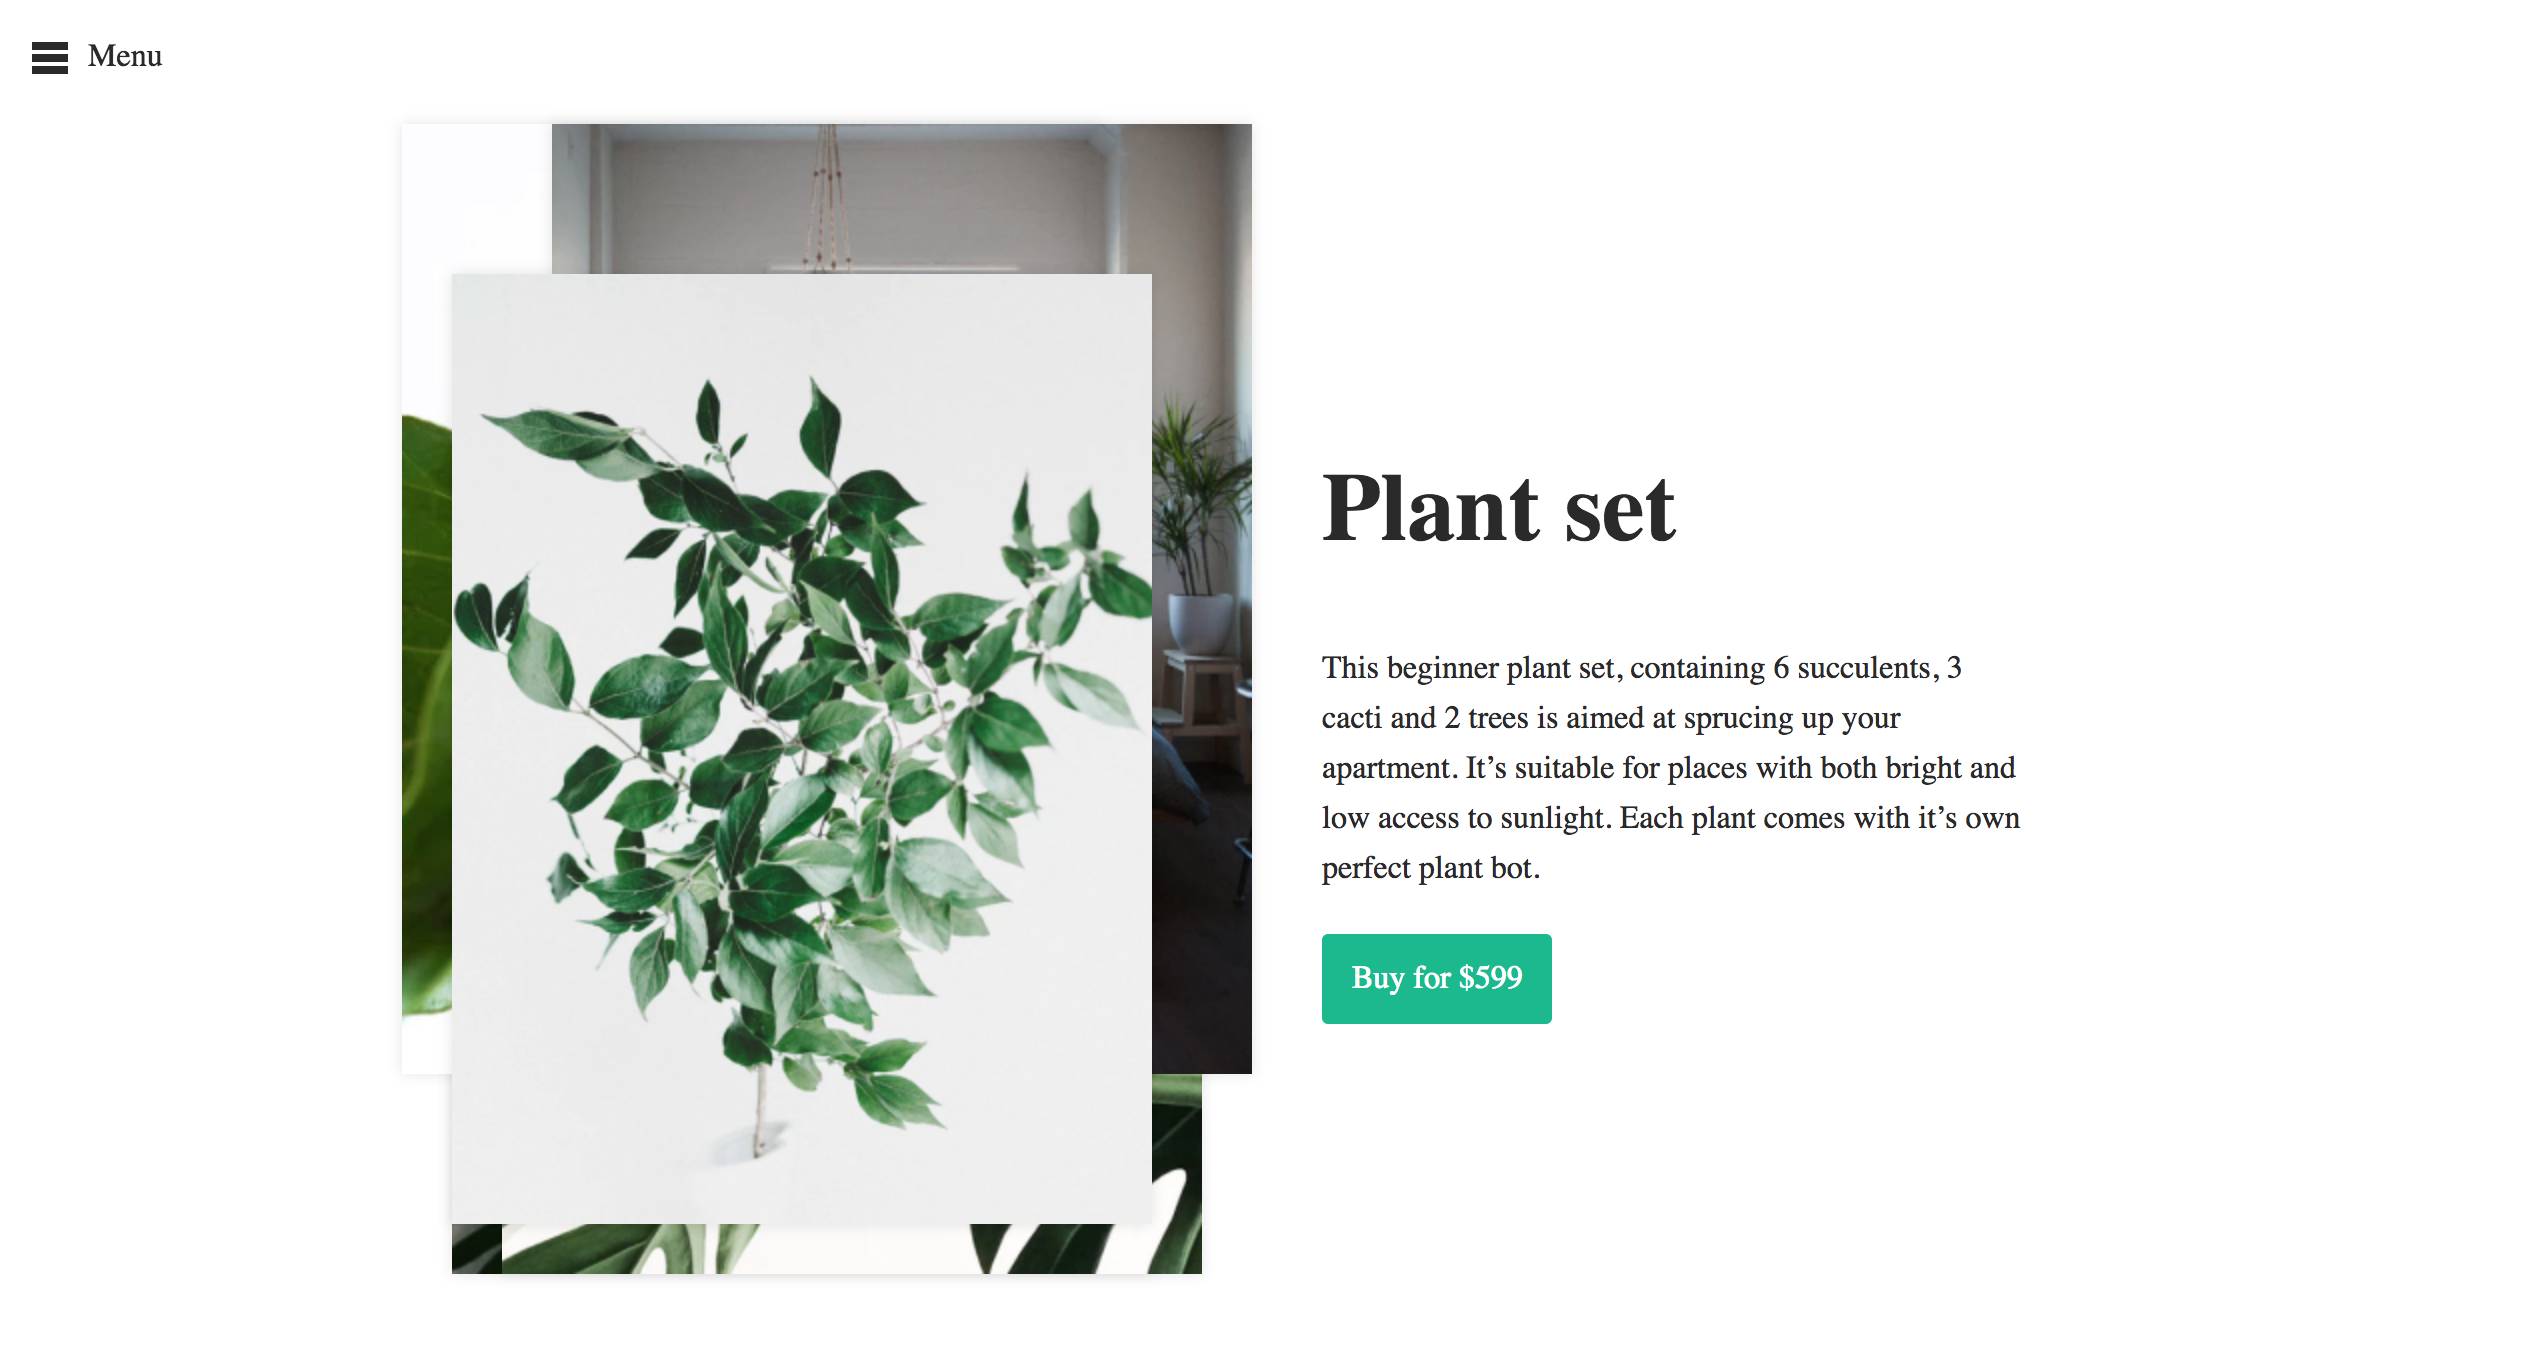 Menu
Plant set
This beginner plant set, containing 6 succulents, 3
cacti and 2 trees is aimed at sprucing up your
apartment. It’s suitable for places with both bright and
low access to sunlight. Each plant comes with it’s own
perfect plant bot.
Buy for $599